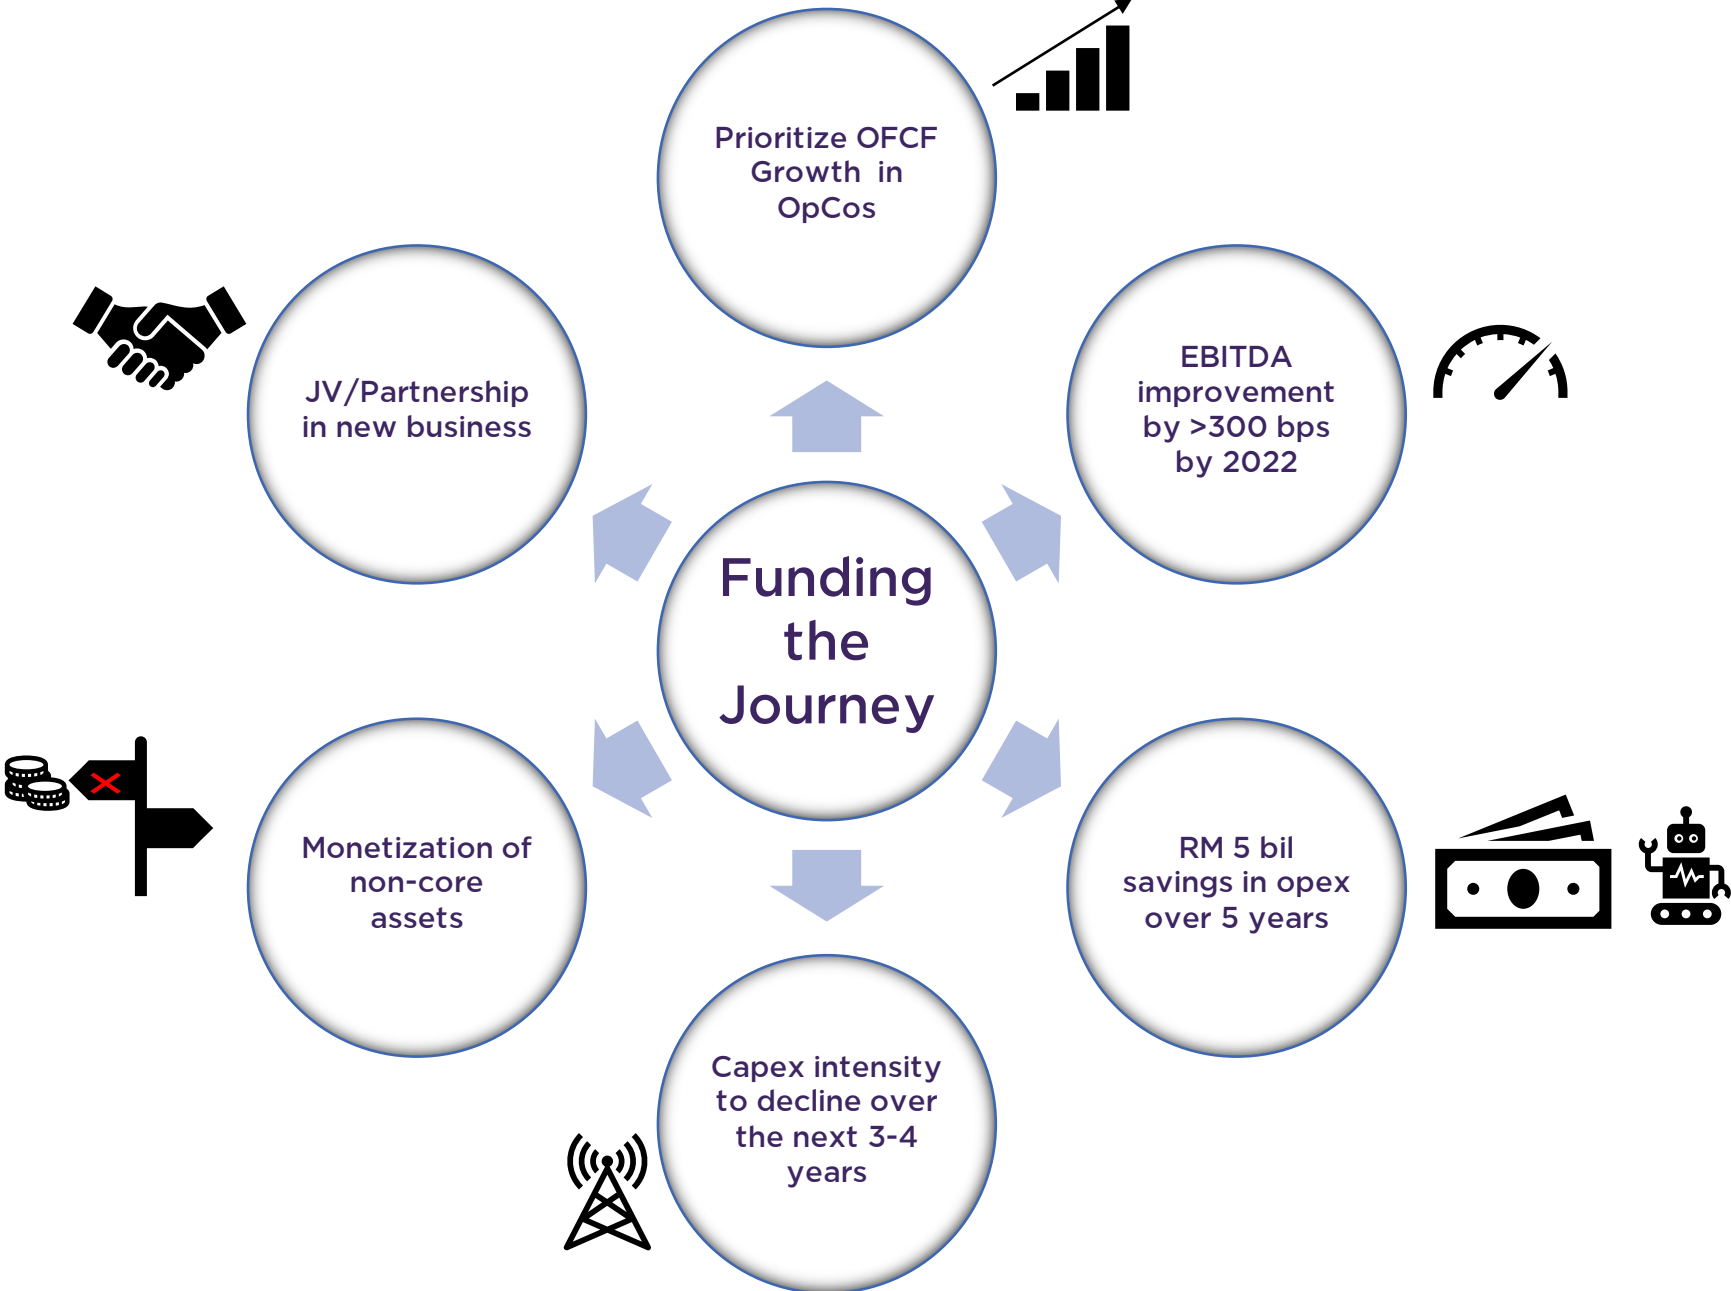 Prioritize OFCF
Growth in
OpCos
EBITDA
improvement
by >300 bps
by 2022
RM 5 bil
savings in opex
over 5 years
Capex intensity
to decline over
the next 3-4
years
Monetization of
non-core
assets
JV/Partnership
in new business
Funding
the
Journey